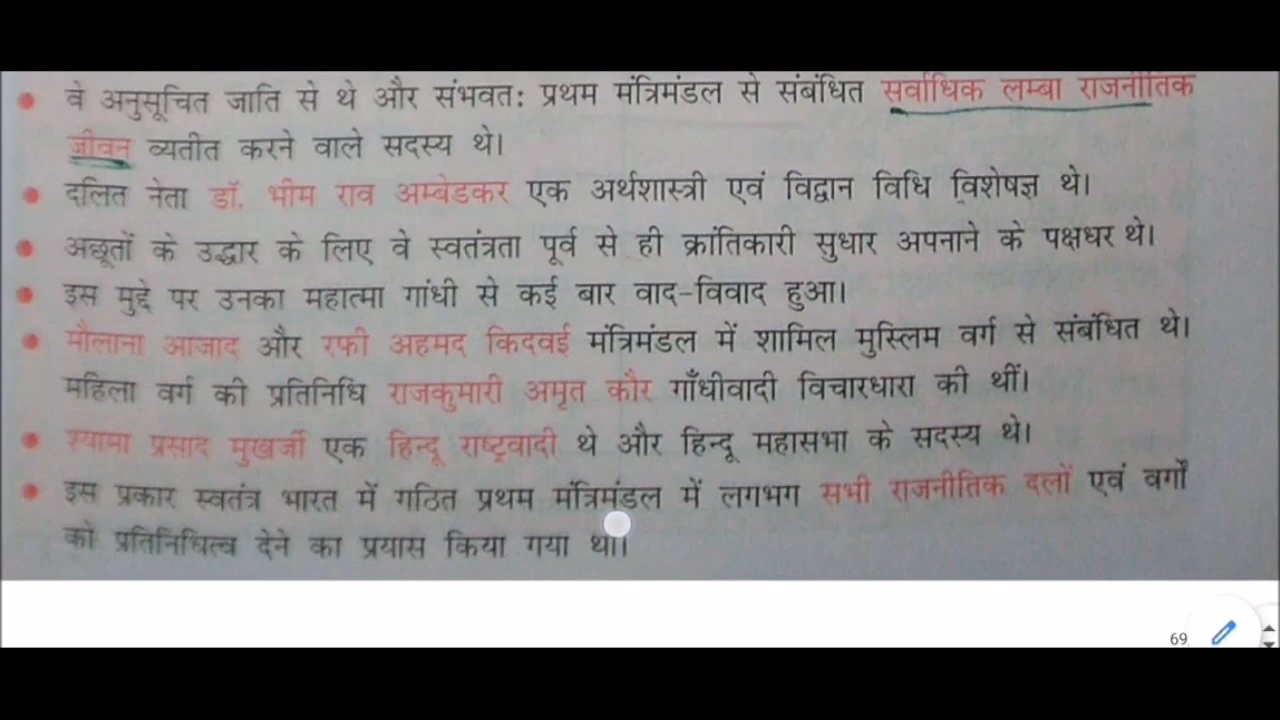 • वे अनुसूचित जाति से थे और संभवतः प्रथम मंत्रिमंडल से संबंधित सर्वाधिक लम्बा राजनीतिक
जीवन व्यतीत करने वाले सदस्य थे।
• दलित नेता डॉ. भीम राव अम्बेडकर एक अर्थशास्त्री एवं विद्वान विधि विशेषज्ञ थे।
• अछूतों के उद्धार के लिए वे स्वतंत्रता पूर्व से ही क्रांतिकारी सुधार अपनाने के पक्षधर थे।
• इस मुद्दे पर उनका महात्मा गांधी से कई बार वाद-विवाद हुआ।
• मौलाना आजाद और रफी अहमद किदवई मंत्रिमंडल में शामिल मुस्लिम वर्ग से संबंधित थे।
महिला वर्ग की प्रतिनिधि राजकुमारी अमृत कौर गाँधीवादी विचारधारा की थीं।
• श्यामा प्रसाद मुखर्जी एक हिन्दू राष्ट्रवादी थे और हिन्दू महासभा के सदस्य थे।
• इस प्रकार स्वतंत्र भारत में गठित प्रथम मंत्रिमंडल में लगभग सभी राजनीतिक दलों एवं वर्गों
को प्रतिनिधित्व देने का प्रयास किया गया था।
69